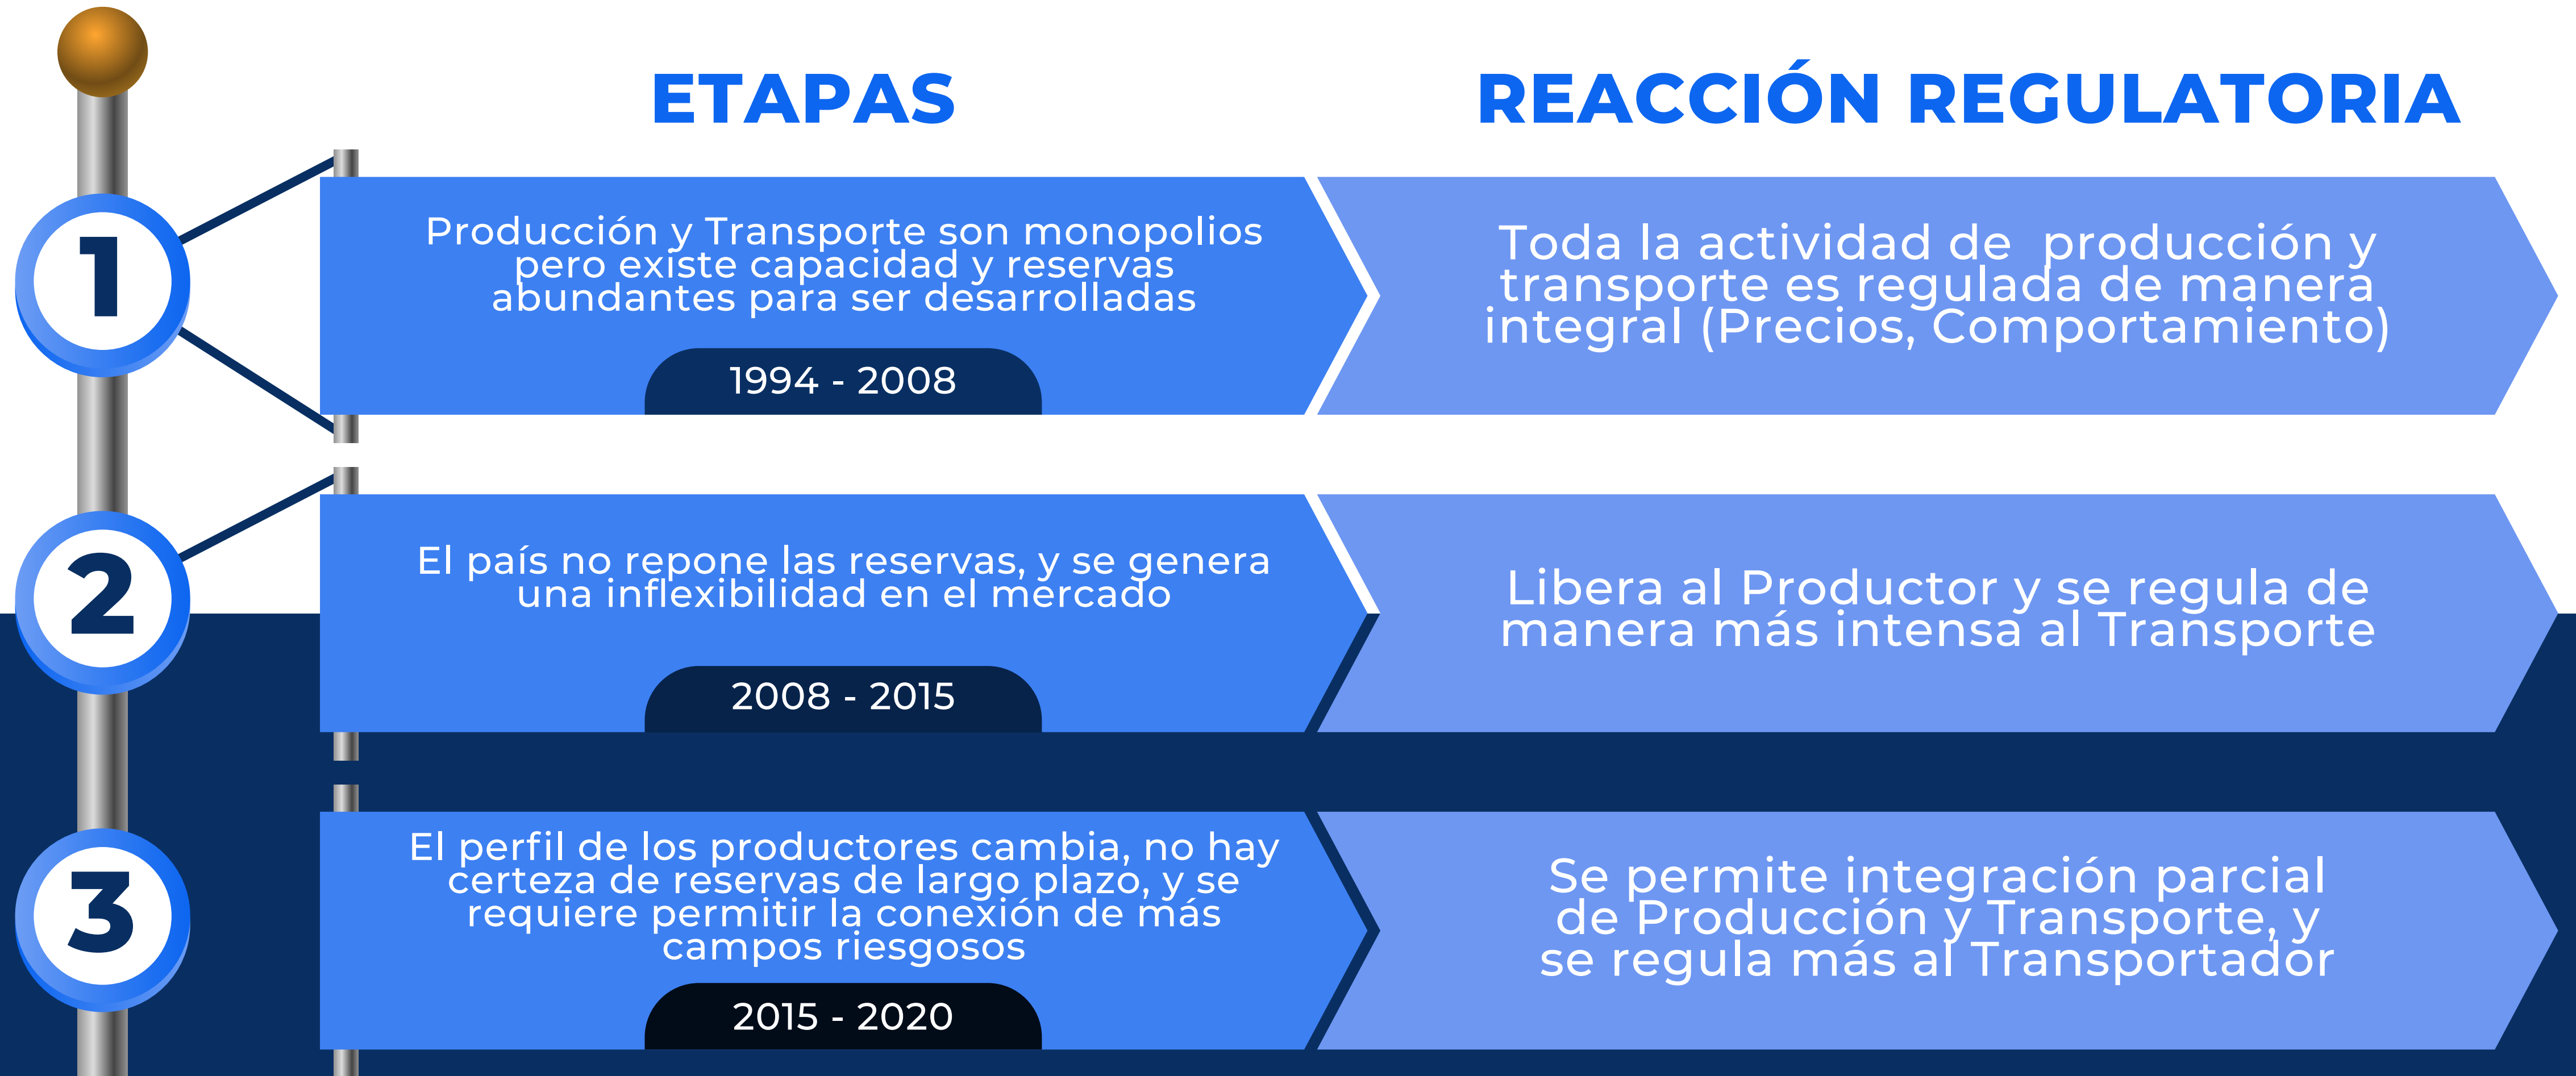 ETAPAS
REACCIÓN REGULATORIA
1
Producción y Transporte son monopolios
pero existe capacidad y reservas
abundantes para ser desarrolladas
1994 - 2008
Toda la actividad de  producción y
transporte es regulada de manera
integral (Precios, Comportamiento)
2
El país no repone las reservas, y se genera
una inflexibilidad en el mercado
2008 - 2015
Libera al Productor y se regula de
manera más intensa al Transporte
3
El perfil de los productores cambia, no hay
certeza de reservas de largo plazo, y se
requiere permitir la conexión de más
campos riesgosos
2015 - 2020
Se permite integración parcial
de Producción y Transporte, y
se regula más al Transportador